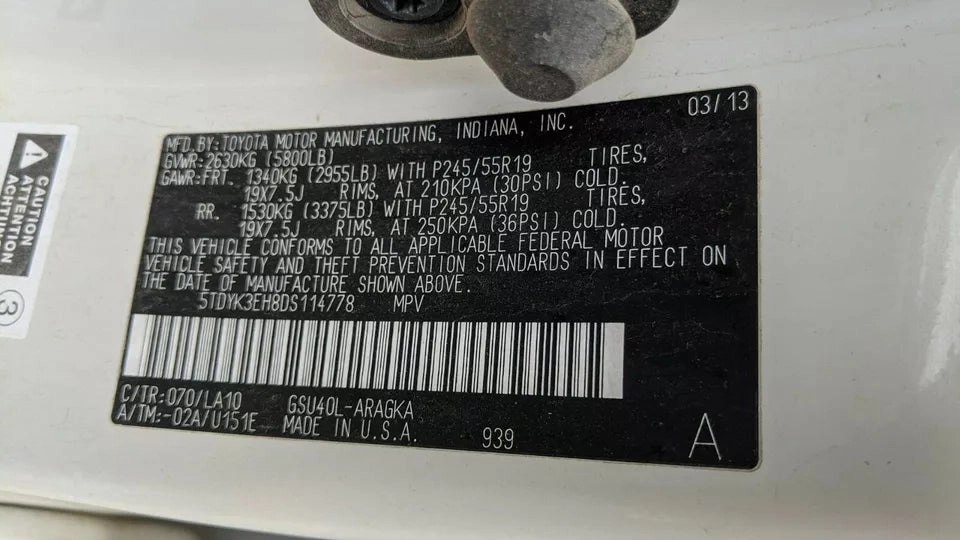 03/13
MFD. BY: TOYOTA MOTOR MANUFACTURING, INDIANA, INC.
GVWR: 2630KG (5800LB)
GAWR: FRT. 1340KG (2955LB) WITH P245/55R19 TIRES,
19X7.5J RIMS, AT 210KPA (30PSI) COLD.
RR. 1530KG (3375LB) WITH P245/55R19 TIRES,
19X7.5J RIMS, AT 250KPA (36PSI) COLD.
THIS VEHICLE CONFORMS TO ALL APPLICABLE FEDERAL MOTOR
VEHICLE SAFETY AND THEFT PREVENTION STANDARDS IN EFFECT ON
THE DATE OF MANUFACTURE SHOWN ABOVE.
5TDYK3EH8DS114778 MPV
C/TR: 070/LA10 GSU40L-ARAGKA
A/TM: -02A/U151E MADE IN U.S.A. 939
A
CAUTION
ATTENTION
ACHTUNG
3